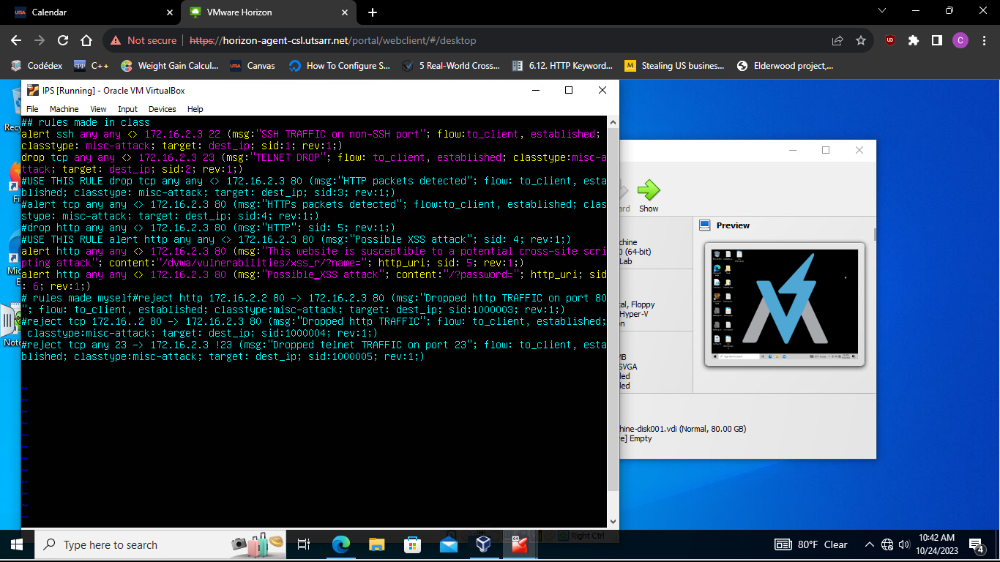 Calendar
VMware Horizon
Not secure
https://horizon-agent-csl.utsarr.net/portal/webclient/#/desktop
C
Codédex
cpp C++
Weight Gain Calcul...
UTSA Canvas
How To Configure S...
5 Real-World Cross...
6.12. HTTP Keyword...
M Stealing US busines...
Elderwood project,...
IPS [Running] - Oracle VM VirtualBox
File Machine View Input Devices Help
## rules made in class
alert ssh any any <> 172.16.2.3 22 (msg:"SSH TRAFFIC on non-SSH port"; flow:to_client, established;
classtype: misc-attack; target: dest_ip; sid:1; rev:1;)
drop tcp any any <> 172.16.2.3 23 (msg:"TELNET DROP"; flow: to_client, established; classtype:misc-a
ttack; target: dest_ip; sid:2; rev:1;)
#USE THIS RULE drop tcp any any <> 172.16.2.3 80 (msg:"HTTP packets detected"; flow: to_client, esta
blished; classtype: misc-attack; target: dest_ip; sid:3; rev:1;)
#alert tcp any any <> 172.16.2.3 80 (msg:"HTTPs packets detected"; flow:to_client, established; clas
stype: misc-attack; target: dest_ip; sid:4; rev:1;)
#drop http any any <> 172.16.2.3 80 (msg:"HTTP"; sid: 5; rev:1;)
#USE THIS RULE alert http any any <> 172.16.2.3 80 (msg:"Possible XSS attack"; sid: 4; rev:1;)
alert http any any <> 172.16.2.3 80 (msg:"This website is susceptible to a potential cross-site scri
pting attack"; content:"/dvwa/vulnerabilities/xss_r/?name="; http_uri; sid: 5; rev:1;)
alert http any any <> 172.16.2.3 80 (msg:"Possible_XSS attack"; content:"/?password="; http_uri; sid
: 6; rev:1;)
# rules made myself#reject http 172.16.2.2 80 -> 172.16.2.3 80 (msg:"Dropped http TRAFFIC on port 80
"; flow: to_client, established; classtype:misc-attack; target: dest_ip; sid:1000003; rev:1;)
#reject tcp 172.16..2 80 -> 172.16.2.3 80 (msg:"Dropped http TRAFFIC"; flow: to_client, established;
classtype:misc-attack; target: dest_ip; sid:1000004; rev:1;)
#reject tcp any 23 -> 172.16.2.3 !23 (msg:"Dropped telnet TRAFFIC on port 23"; flow: to_client, esta
blished; classtype:misc-attack; target: dest_ip; sid:1000005; rev:1;)
Recy
Fi
Mic
E
Note
ard
Show
Preview
chine
0 (64-bit)
Lab
tal, Floppy
Hyper-V
on
MB
SVGA
led
led
hine-disk001.vdi (Normal, 80.00 GB)
e] Empty
Right Ctrl
Type here to search
80°F Clear
10:42 AM
10/24/2023
4